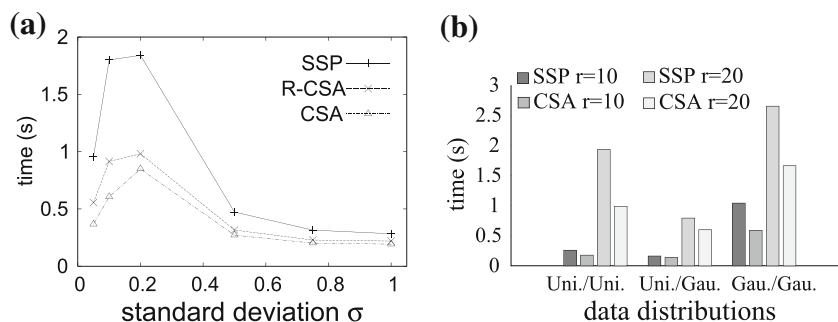 (a)
2
1.5
1
0.5
0
time (s)
SSP
R-CSA
CSA
0 0.2 0.4 0.6 0.8 1
standard deviation σ
(b)
SSP r=10 SSP r=20
CSA r=10 CSA r=20
3
2.5
2
1.5
1
0.5
0
time (s)
Uni./Uni. Uni./Gau. Gau./Gau.
data distributions